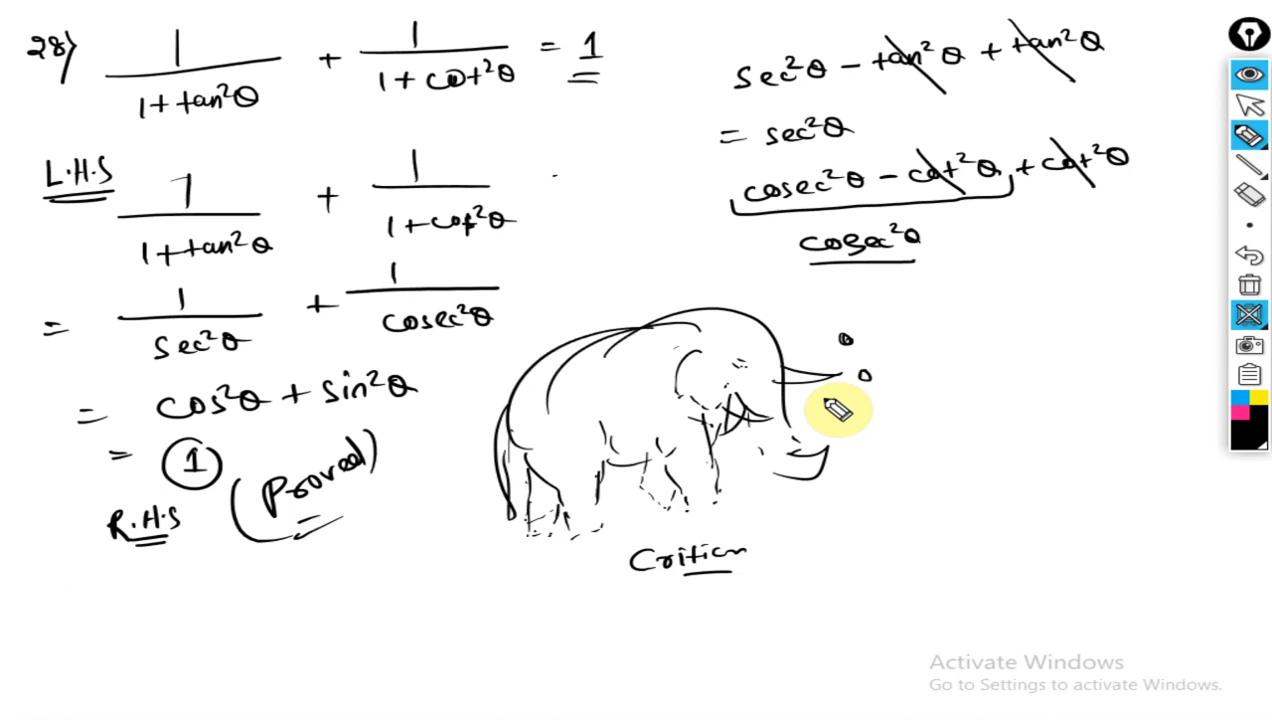 28) 1/(1+tan²θ) + 1/(1+cot²θ) = 1
L.H.S 1/(1+tan²θ) + 1/(1+cot²θ)
= 1/sec²θ + 1/cosec²θ
= cos²θ + sin²θ
= 1
R.H.S
(Proved)
sec²θ - tan²θ + tan²θ
= sec²θ
cosec²θ - cot²θ + cot²θ
cosec²θ
Activate Windows
Go to Settings to activate Windows.